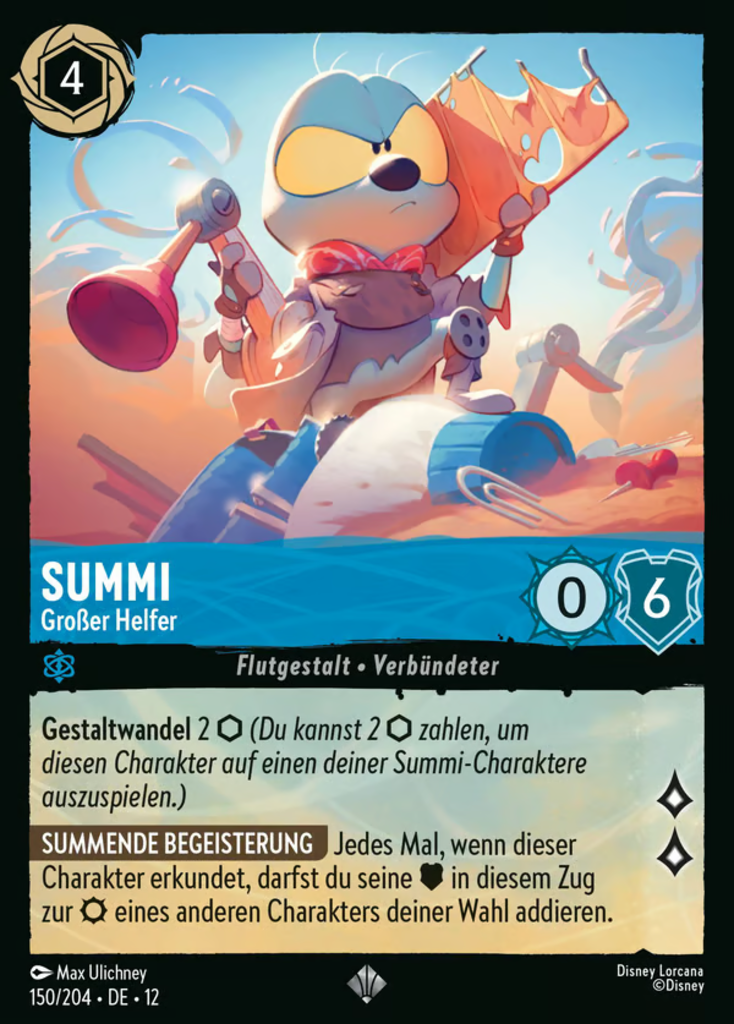 4
SUMMI
Großer Helfer
0
6
Flutgestalt • Verbündeter
Gestaltwandel 2 ⬡ (Du kannst 2 ⬡ zahlen, um
diesen Charakter auf einen deiner Summi-Charaktere
auszuspielen.)
SUMMENDE BEGEISTERUNG Jedes Mal, wenn dieser
Charakter erkundet, darfst du seine in diesem Zug
zur eines anderen Charakters deiner Wahl addieren.
Max Ulichney
150/204 • DE • 12
Disney Lorcana
©Disney